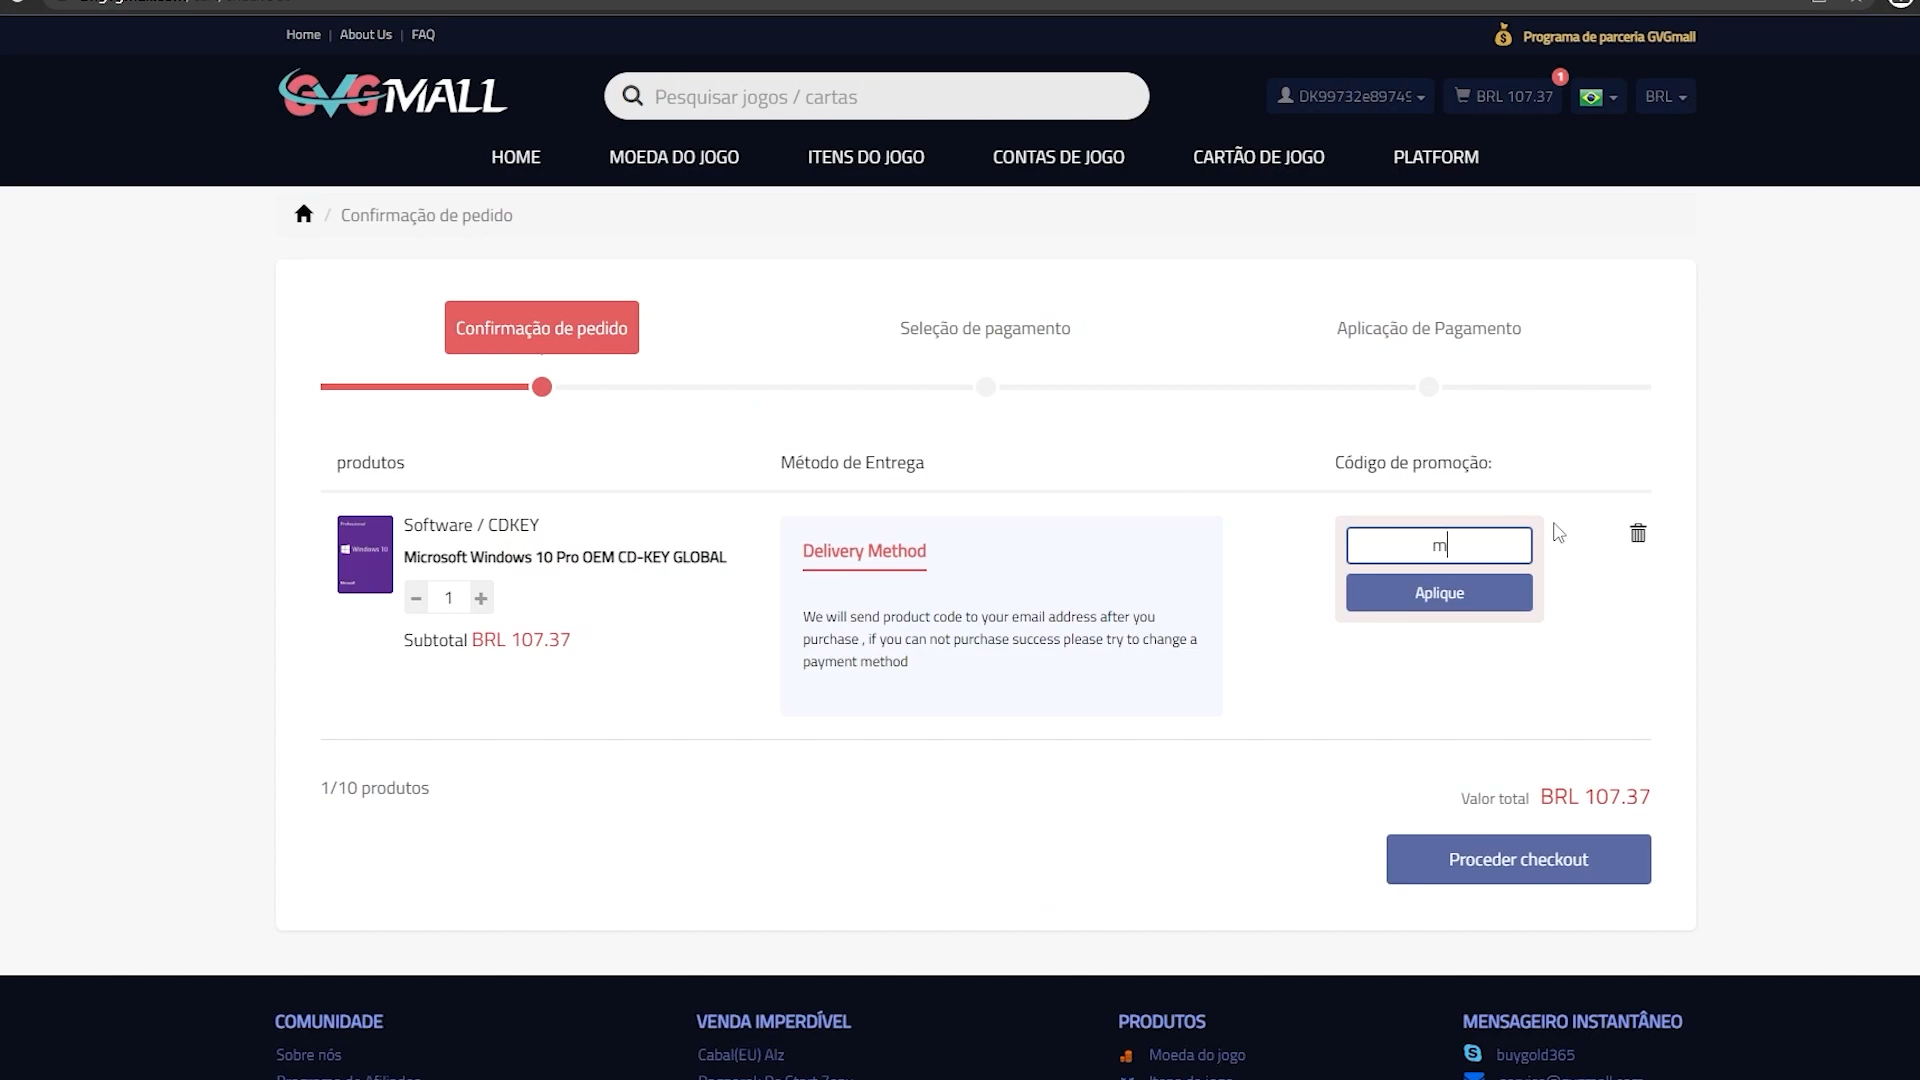 Home | About Us | FAQ
Programa de parceria GVGmall
GVGMALL
Pesquisar jogos / cartas
DK99732e8974
BRL 107.37
1
BRL
HOME
MOEDA DO JOGO
ITENS DO JOGO
CONTAS DE JOGO
CARTÃO DE JOGO
PLATFORM
/ Confirmação de pedido
Confirmação de pedido
Seleção de pagamento
Aplicação de Pagamento
produtos
Método de Entrega
Código de promoção:
Professional
Windows 10
Microsoft
Software / CDKEY
Microsoft Windows 10 Pro OEM CD-KEY GLOBAL
− 1 +
Subtotal BRL 107.37
Delivery Method
We will send product code to your email address after you
purchase , if you can not purchase success please try to change a
payment method
m
Aplique
1/10 produtos
Valor total BRL 107.37
Proceder checkout
COMUNIDADE
VENDA IMPERDÍVEL
PRODUTOS
MENSAGEIRO INSTANTÂNEO
Sobre nós
Cabal(EU) Alz
Moeda do jogo
buygold365